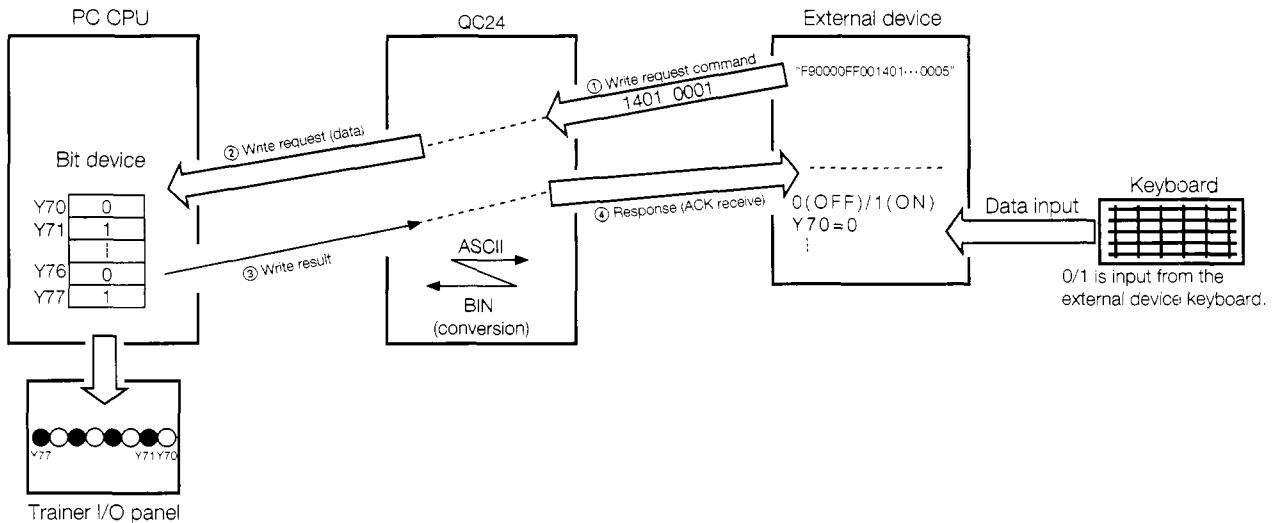 PC CPU
QC24
External device
① Write request command
1401 0001
"F90000FF001401···0005"
② Write request (data)
Bit device
Y70 0
Y71 1
Y76 0
Y77 1
③ Write result
④ Response (ACK receive)
ASCII
BIN
(conversion)
0(OFF)/1(ON)
Y70=0
Data input
Keyboard
0/1 is input from the
external device keyboard.
Y77 Y71 Y70
Trainer I/O panel